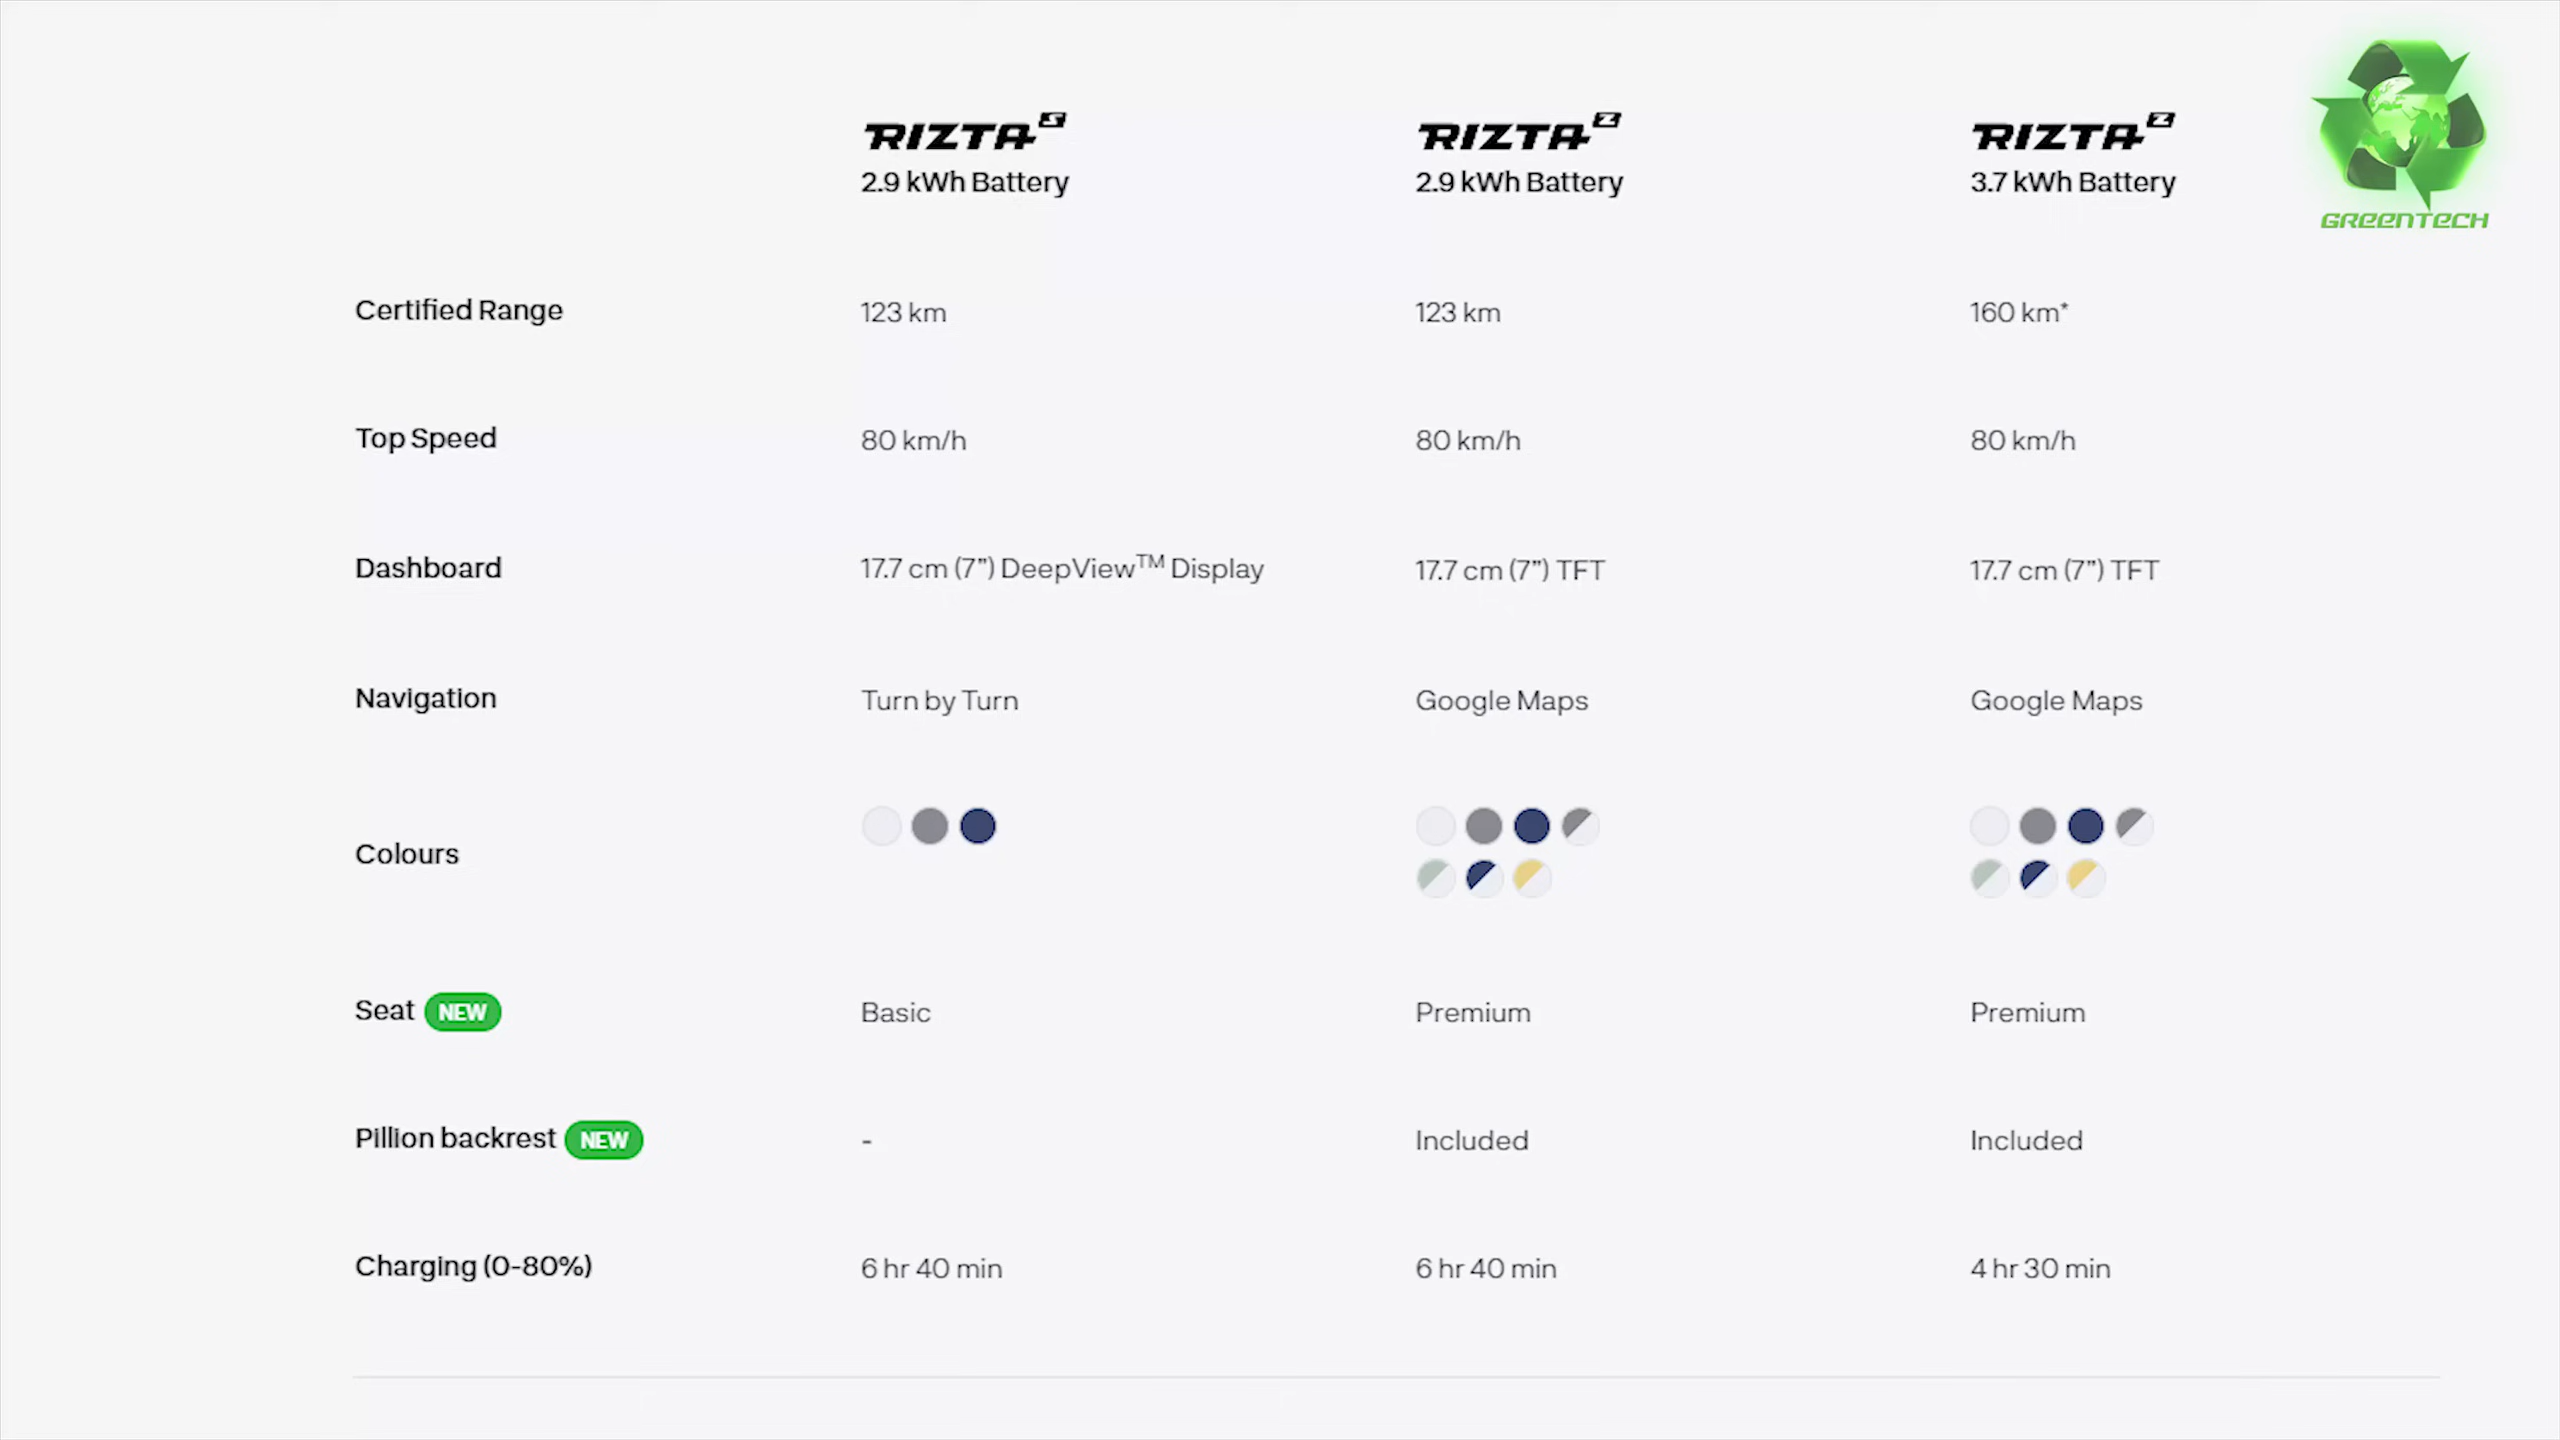 RIZTA S
RIZTA Z
RIZTA Z
2.9 kWh Battery
2.9 kWh Battery
3.7 kWh Battery
GREENTECH
Certified Range
123 km
123 km
160 km*
Top Speed
80 km/h
80 km/h
80 km/h
Dashboard
17.7 cm (7”) DeepView™ Display
17.7 cm (7”) TFT
17.7 cm (7”) TFT
Navigation
Turn by Turn
Google Maps
Google Maps
Colours
Seat NEW
Basic
Premium
Premium
Pillion backrest NEW
-
Included
Included
Charging (0-80%)
6 hr 40 min
6 hr 40 min
4 hr 30 min